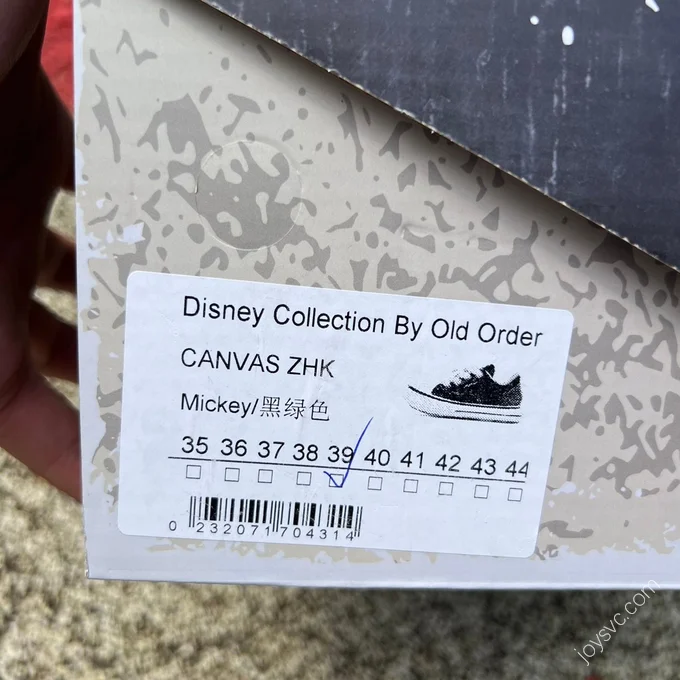 Disney Collection By Old Order
CANVAS ZHK
Mickey/黑绿色
35 36 37 38 39 40 41 42 43 44
0 232071 704314
joysvc.com